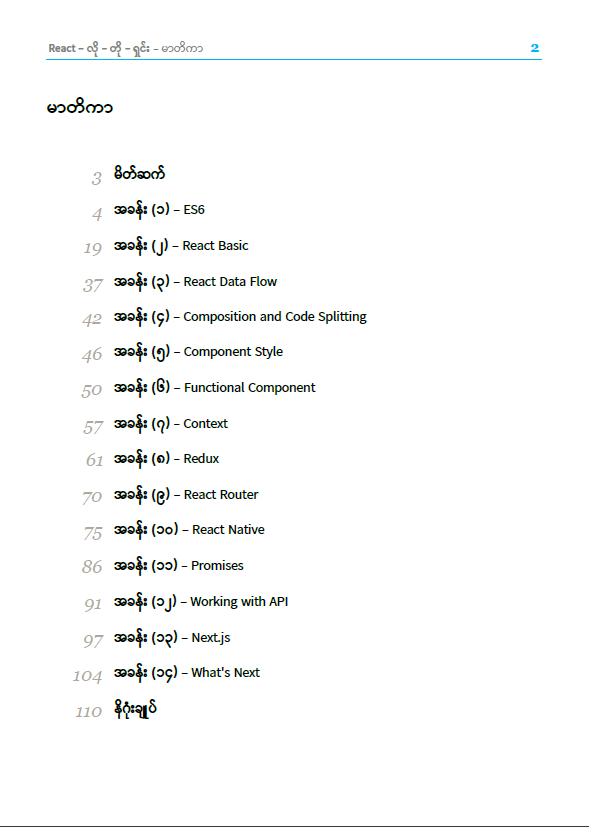 React – လို – တို – ရှင်း – မာတိကာ 2
မာတိကာ
3 မိတ်ဆက်
4 အခန်း (၁) – ES6
19 အခန်း (၂) – React Basic
37 အခန်း (၃) – React Data Flow
42 အခန်း (၄) – Composition and Code Splitting
46 အခန်း (၅) – Component Style
50 အခန်း (၆) – Functional Component
57 အခန်း (၇) – Context
61 အခန်း (၈) – Redux
70 အခန်း (၉) – React Router
75 အခန်း (၁၀) – React Native
86 အခန်း (၁၁) – Promises
91 အခန်း (၁၂) – Working with API
97 အခန်း (၁၃) – Next.js
104 အခန်း (၁၄) – What's Next
110 နိဂုံးချုပ်